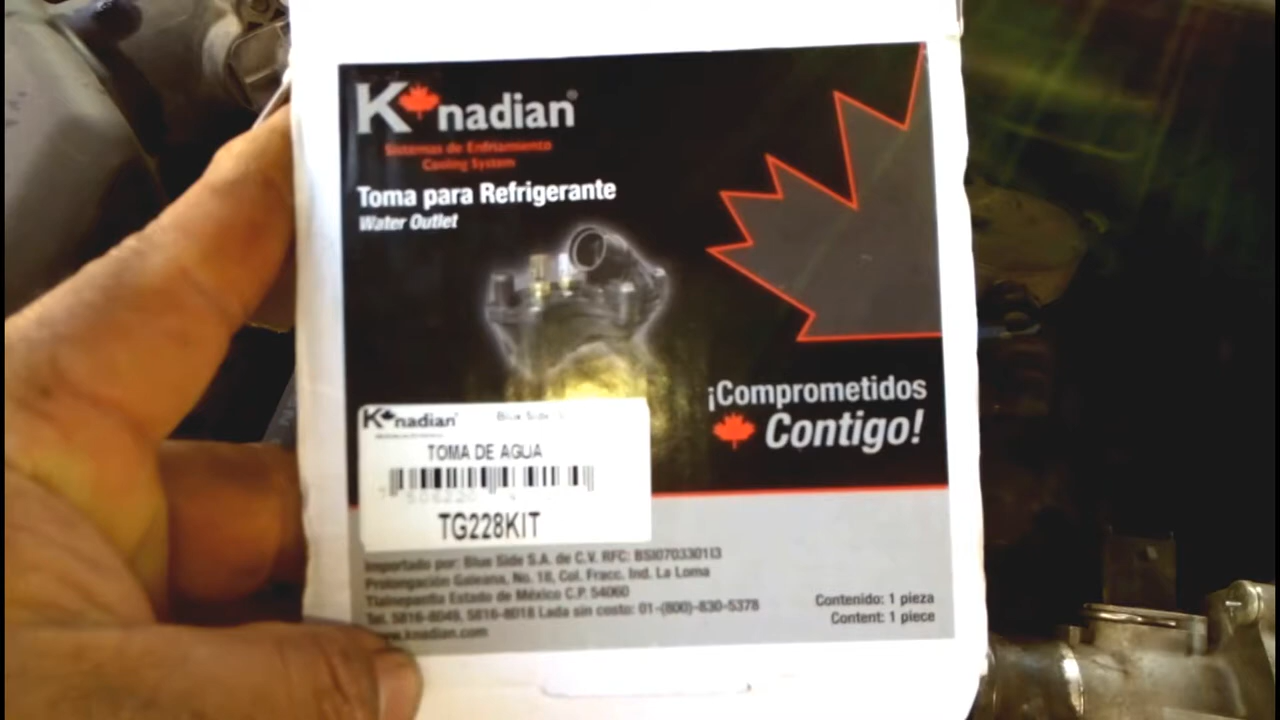 Knadian®
Sistemas de Enfriamiento
Cooling System
Toma para Refrigerante
Water Outlet
¡Comprometidos
Contigo!
Knadian
Blue Side
TOMA DE AGUA
TG228KIT
Importado por: Blue Side S.A. de C.V. RFC: BSI0703301I3
Prolongación Galeana, No. 18, Col. Fracc. Ind. La Loma
Tlalnepantla Estado de México C.P. 54060
Tel. 5816-8049, 5816-8018 Lada sin costo: 01-(800)-830-5378
www.knadian.com
Contenido: 1 pieza
Content: 1 piece